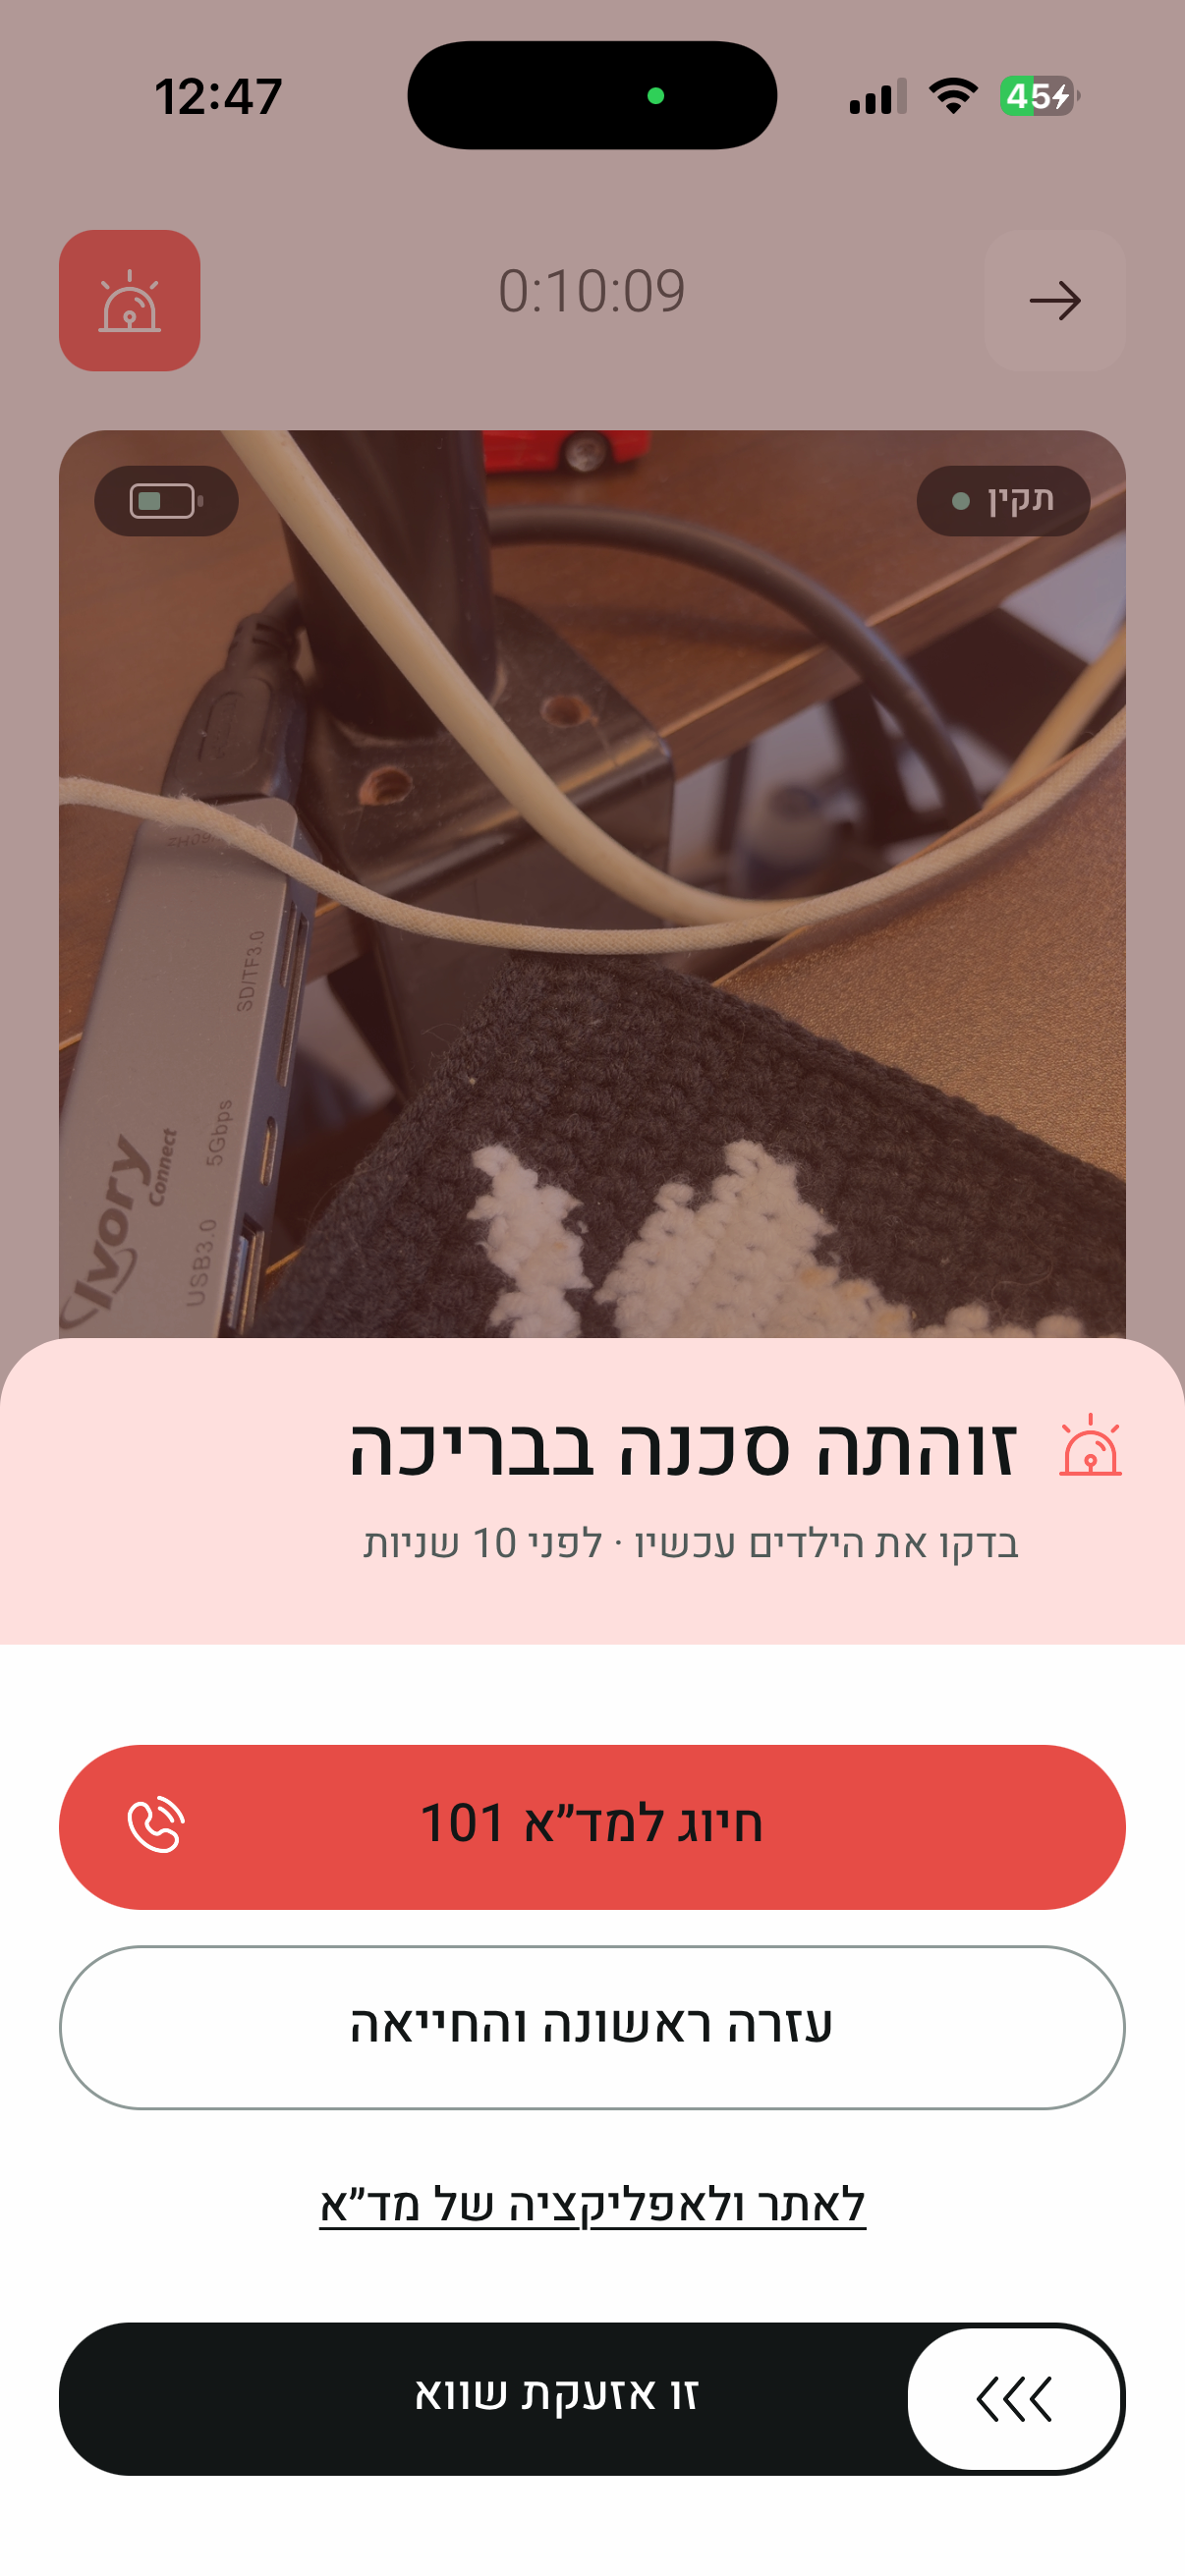 12:47
45
0:10:09
תקין
SD/TF3.0
5Gbps
USB3.0
Ivory
Connect
זוהתה סכנה בבריכה
בדקו את הילדים עכשיו · לפני 10 שניות
חיוג למד״א 101
עזרה ראשונה והחייאה
לאתר ולאפליקציה של מד״א
זו אזעקת שווא